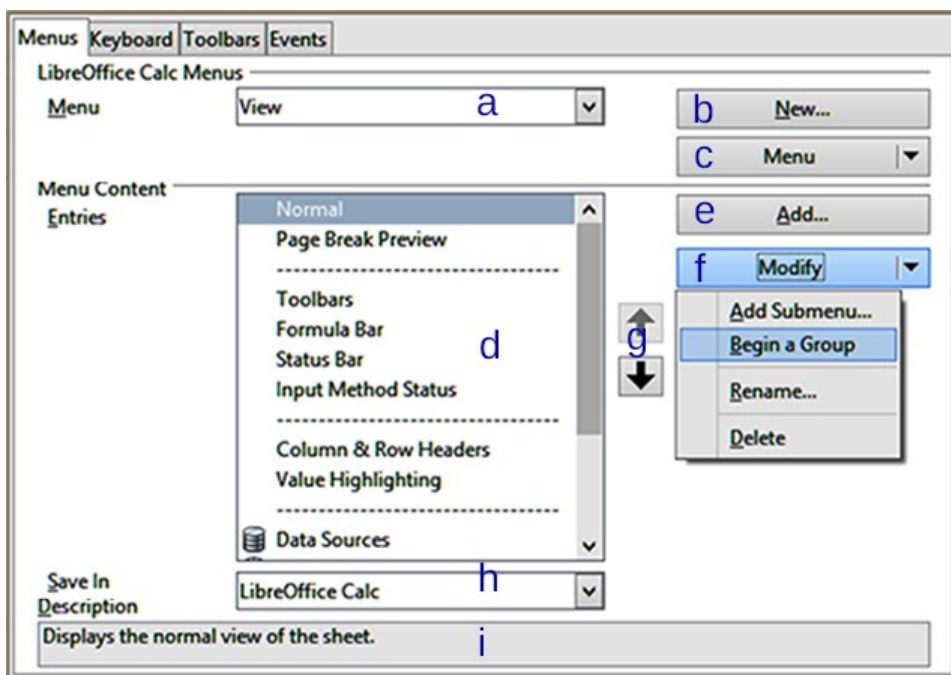 Menus Keyboard Toolbars Events
LibreOffice Calc Menus
Menu View a b New...
c Menu
Menu Content
Entries Normal e Add...
Page Break Preview
---------------------------------
f Modify
Toolbars Add Submenu...
Formula Bar g Begin a Group
d
Status Bar
Input Method Status Rename...
---------------------------------
Column & Row Headers Delete
Value Highlighting
---------------------------------
Data Sources
Save In LibreOffice Calc h
Description
Displays the normal view of the sheet. i